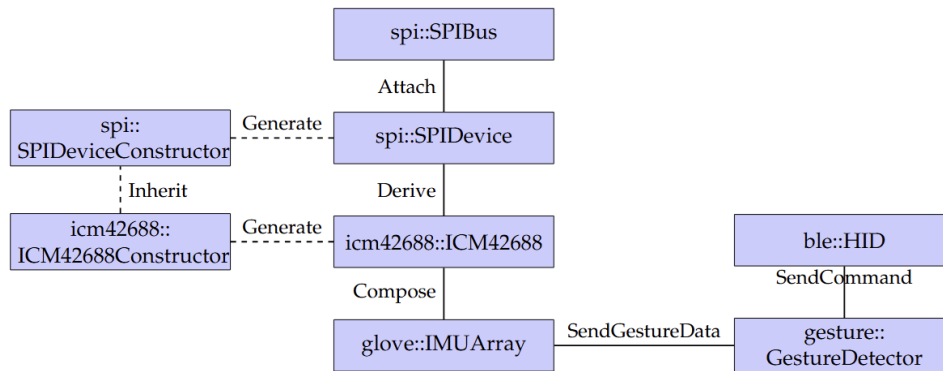 spi::SPIBus
Attach
spi::
SPIDeviceConstructor
Generate
spi::SPIDevice
Inherit
Derive
icm42688::
ICM42688Constructor
Generate
icm42688::ICM42688
ble::HID
Compose
SendCommand
glove::IMUArray
SendGestureData
gesture::
GestureDetector